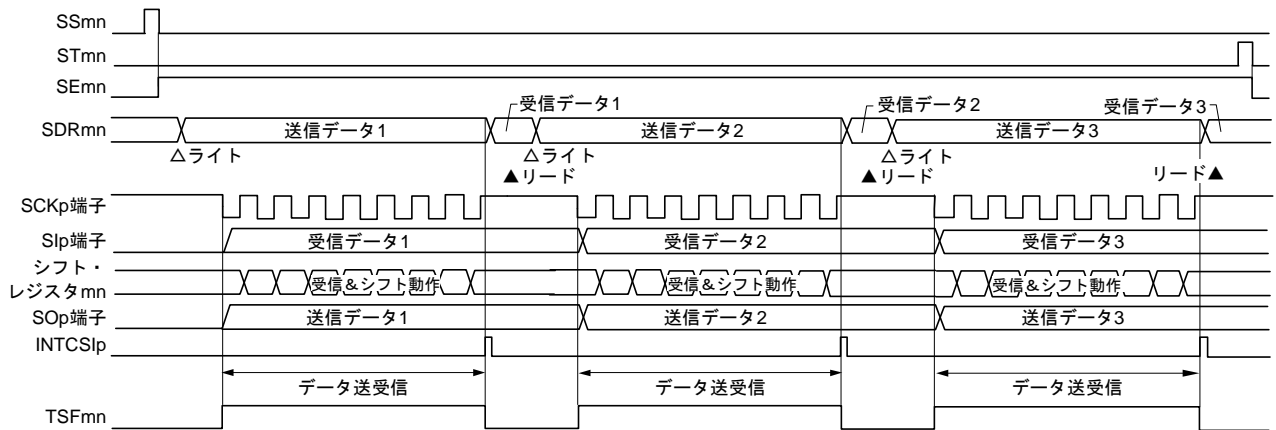 SSmn
STmn
SEmn
受信データ1
受信データ2
受信データ3
SDRmn
送信データ1
送信データ2
送信データ3
△ライト
△ライト
△ライト
▲リード
▲リード
リード▲
SCKp端子
SIp端子
受信データ1
受信データ2
受信データ3
シフト・
レジスタmn
受信&シフト動作
受信&シフト動作
受信&シフト動作
SOp端子
送信データ1
送信データ2
送信データ3
INTCSIp
データ送受信
データ送受信
データ送受信
TSFmn